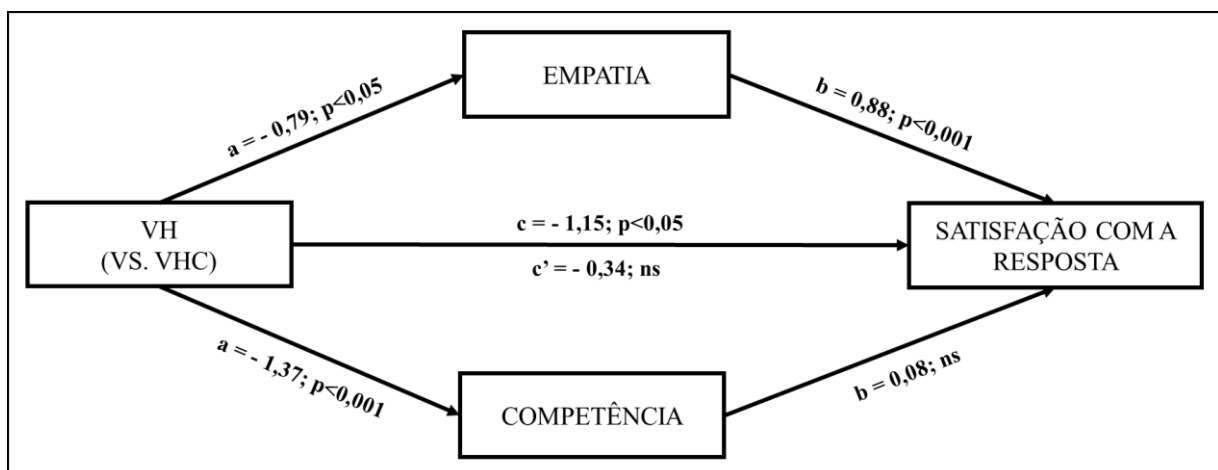 EMPATIA
a = - 0,79; p<0,05
b = 0,88; p<0,001
VH
(VS. VHC)
c = - 1,15; p<0,05
c’ = - 0,34; ns
SATISFAÇÃO COM A
RESPOSTA
a = - 1,37; p<0,001
b = 0,08; ns
COMPETÊNCIA